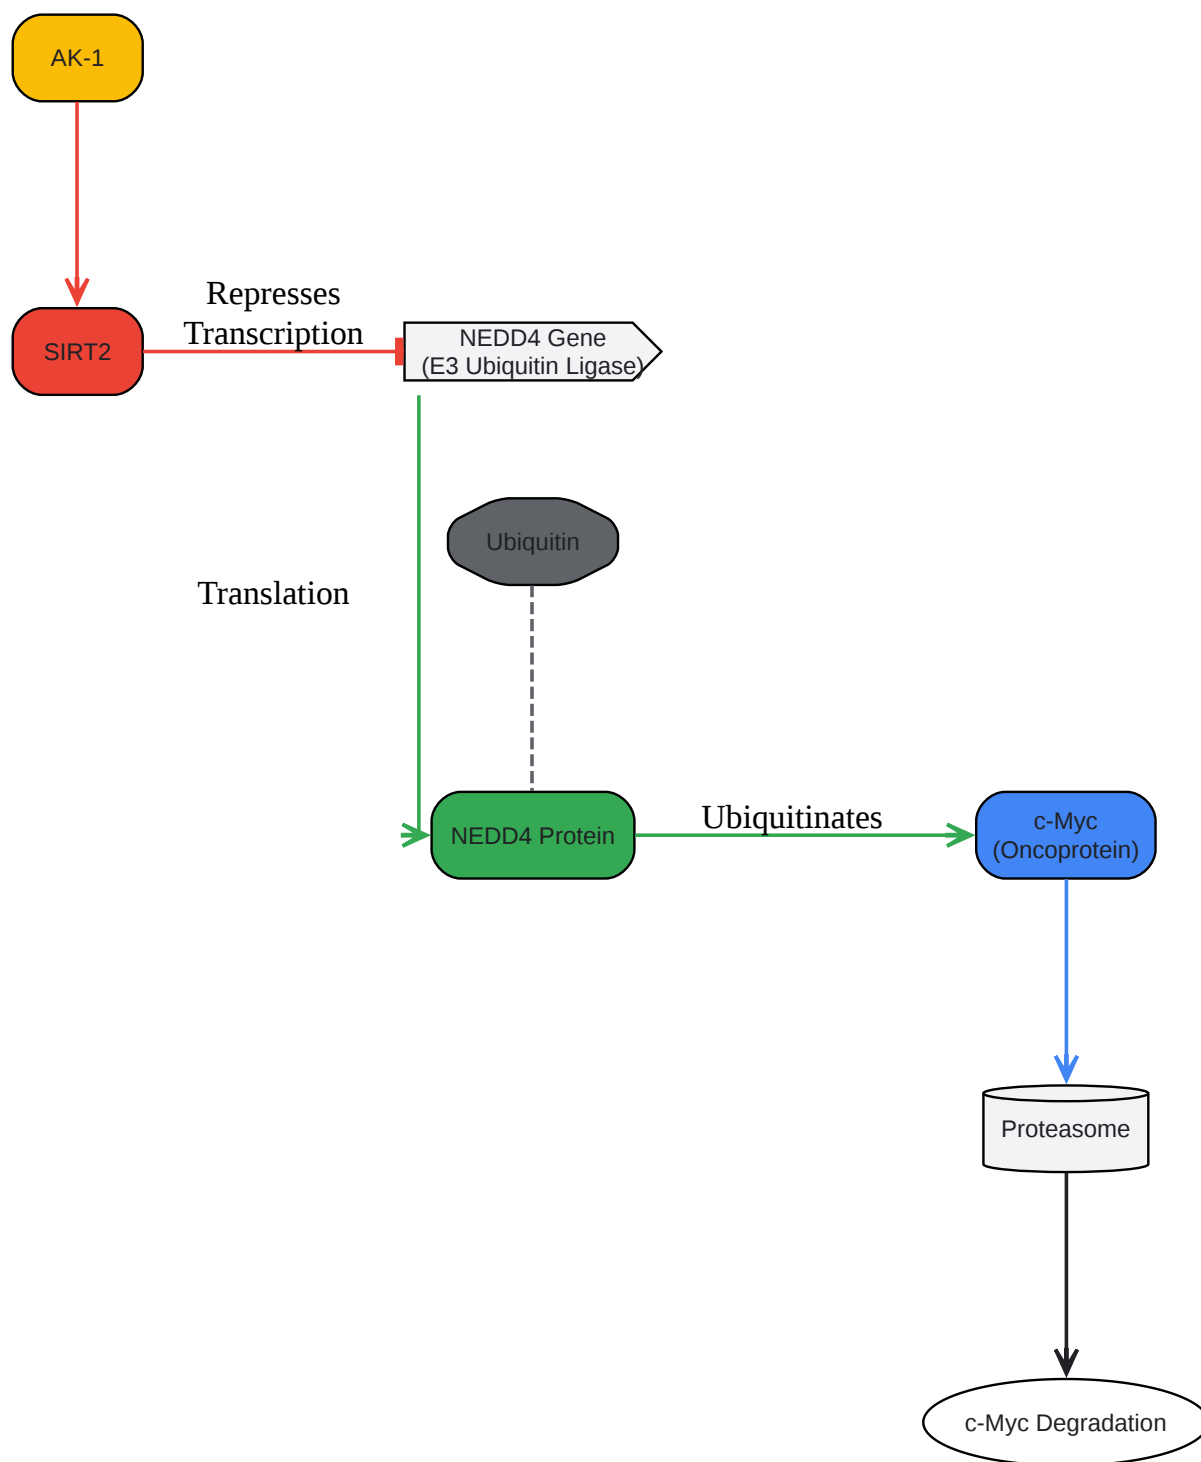 AK-1
Represses
Transcription
SIRT2
NEDD4 Gene
(E3 Ubiquitin Ligase)
Ubiquitin
Translation
NEDD4 Protein
Ubiquitinates
c-Myc
(Oncoprotein)
Proteasome
c-Myc Degradation